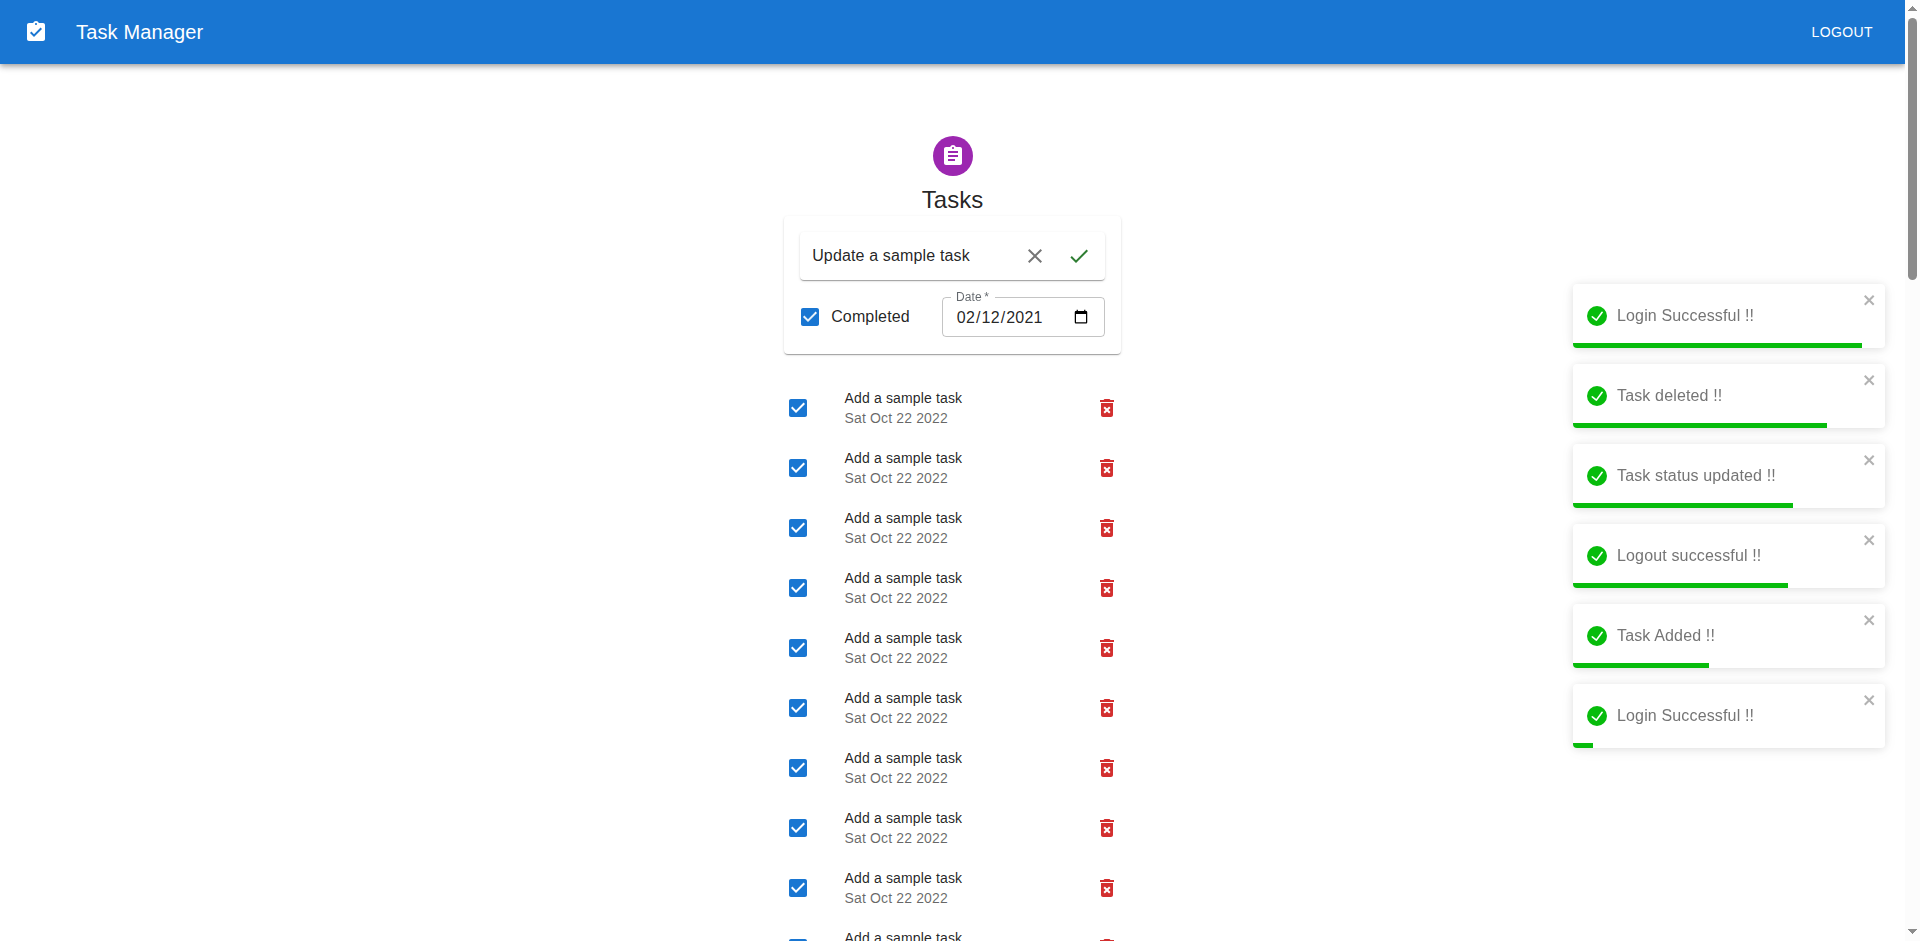 Task Manager
LOGOUT
Tasks
Update a sample task
Completed
Date *
02/12/2021
Add a sample task
Sat Oct 22 2022
Add a sample task
Sat Oct 22 2022
Add a sample task
Sat Oct 22 2022
Add a sample task
Sat Oct 22 2022
Add a sample task
Sat Oct 22 2022
Add a sample task
Sat Oct 22 2022
Add a sample task
Sat Oct 22 2022
Add a sample task
Sat Oct 22 2022
Add a sample task
Sat Oct 22 2022
Add a sample task
Login Successful !!
Task deleted !!
Task status updated !!
Logout successful !!
Task Added !!
Login Successful !!